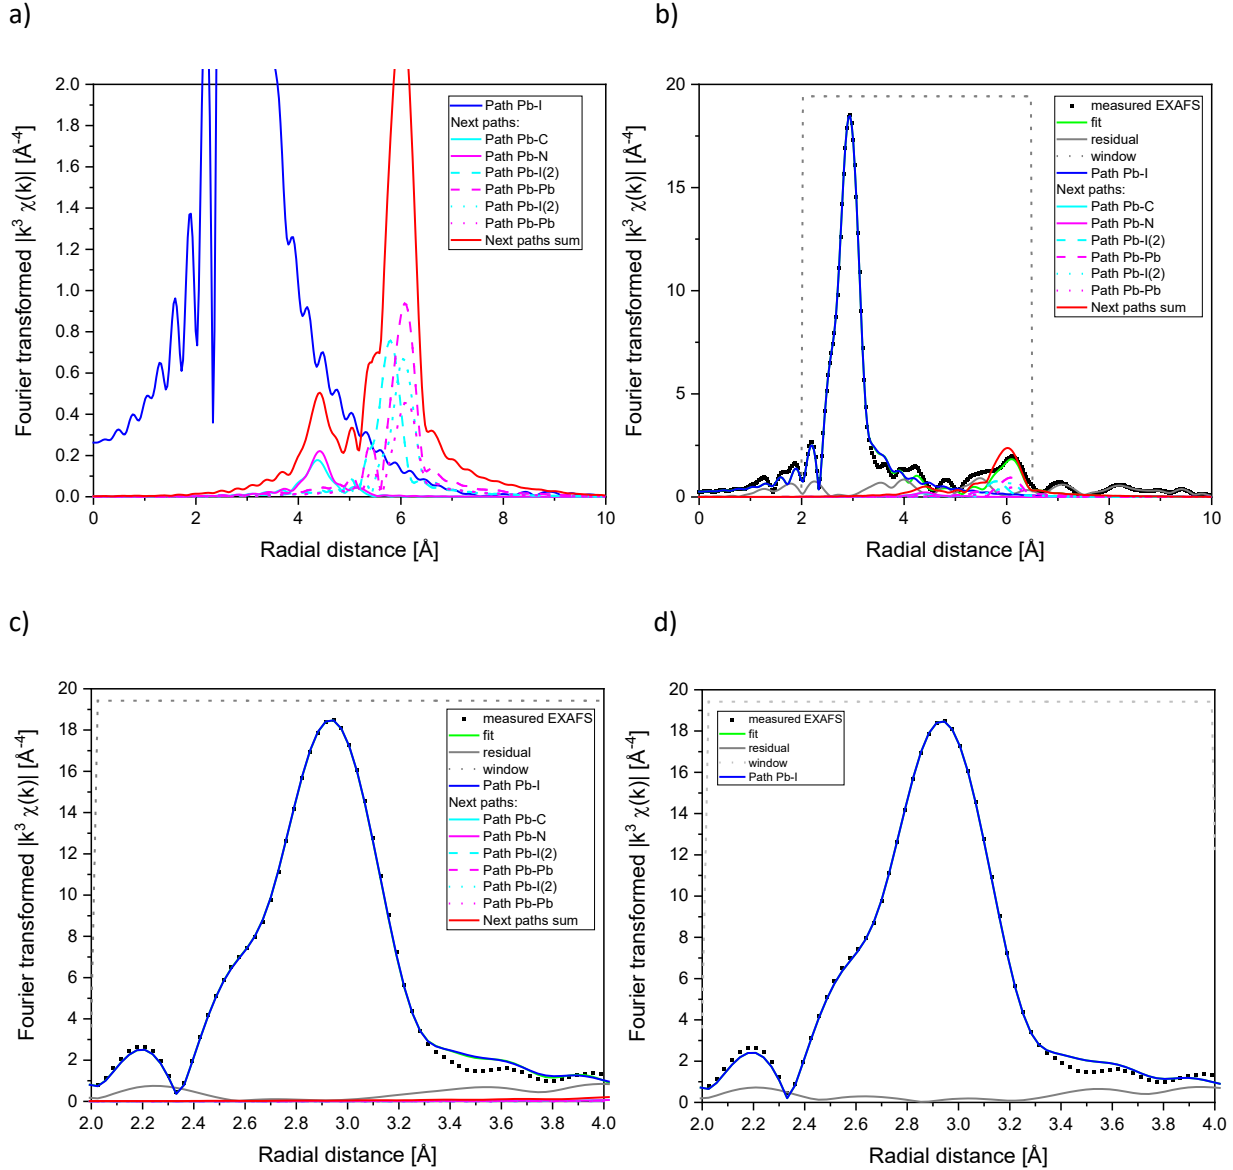 a)
2.0
1.8
1.6
1.4
1.2
1.0
0.8
0.6
0.4
0.2
0.0
0
2
4
6
8
10
Fourier transformed |k³ χ(k)| [Å⁻⁴]
Radial distance [Å]
Path Pb-I
Next paths:
Path Pb-C
Path Pb-N
Path Pb-I(2)
Path Pb-Pb
Path Pb-I(2)
Path Pb-Pb
Next paths sum
b)
20
15
10
5
0
0
2
4
6
8
10
Fourier transformed |k³ χ(k)| [Å⁻⁴]
Radial distance [Å]
measured EXAFS
fit
residual
window
Path Pb-I
Next paths:
Path Pb-C
Path Pb-N
Path Pb-I(2)
Path Pb-Pb
Path Pb-I(2)
Path Pb-Pb
Next paths sum
c)
20
18
16
14
12
10
8
6
4
2
0
2.0
2.2
2.4
2.6
2.8
3.0
3.2
3.4
3.6
3.8
4.0
Fourier transformed |k³ χ(k)| [Å⁻⁴]
Radial distance [Å]
measured EXAFS
fit
residual
window
Path Pb-I
Next paths:
Path Pb-C
Path Pb-N
Path Pb-I(2)
Path Pb-Pb
Path Pb-I(2)
Path Pb-Pb
Next paths sum
d)
20
18
16
14
12
10
8
6
4
2
0
2.0
2.2
2.4
2.6
2.8
3.0
3.2
3.4
3.6
3.8
4.0
Fourier transformed |k³ χ(k)| [Å⁻⁴]
Radial distance [Å]
measured EXAFS
fit
residual
window
Path Pb-I